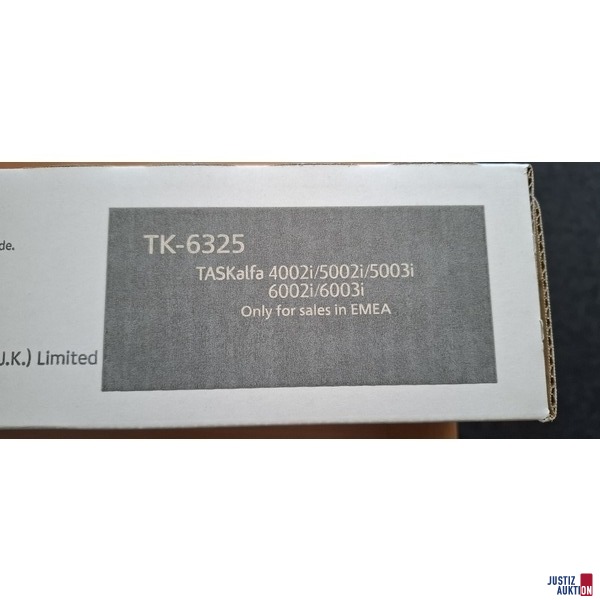 de.
TK-6325
TASKalfa 4002i/5002i/5003i
6002i/6003i
Only for sales in EMEA
U.K.) Limited
JUSTIZ
AUKTION